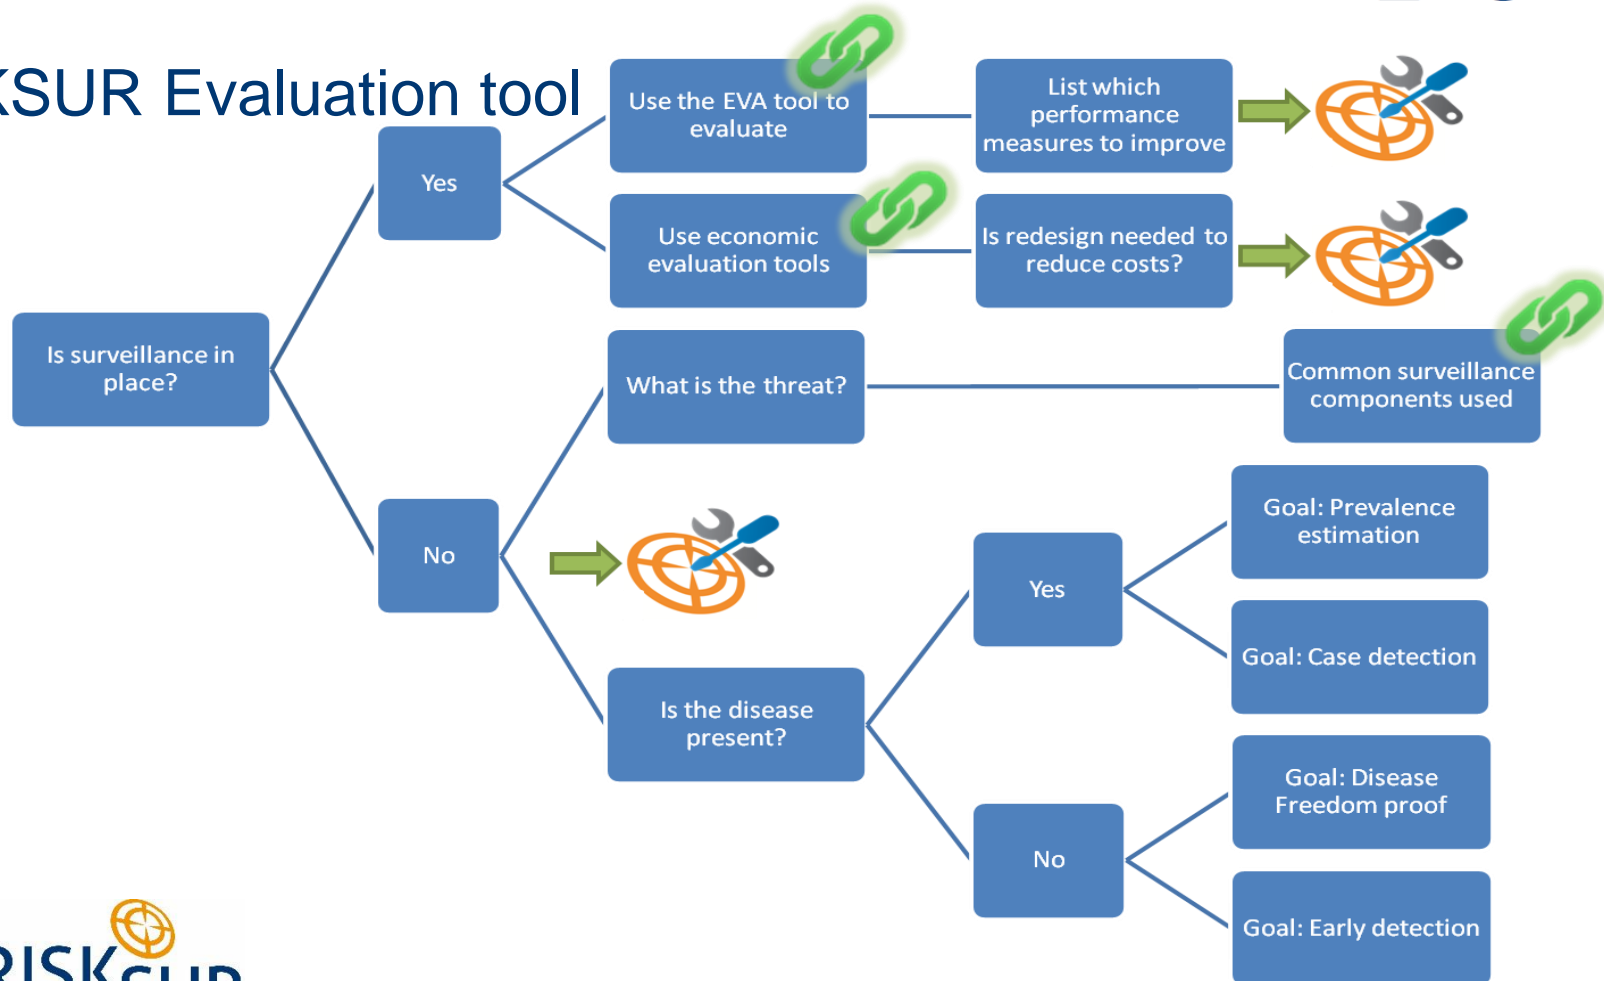 KSUR Evaluation tool
Use the EVA tool to
evaluate
List which
performance
measures to improve
Yes
Use economic
evaluation tools
Is redesign needed to
reduce costs?
Is surveillance in
place?
What is the threat?
Common surveillance
components used
No
Goal: Prevalence
estimation
Yes
Goal: Case detection
Is the disease
present?
Goal: Disease
Freedom proof
No
Goal: Early detection
RISK
SUR